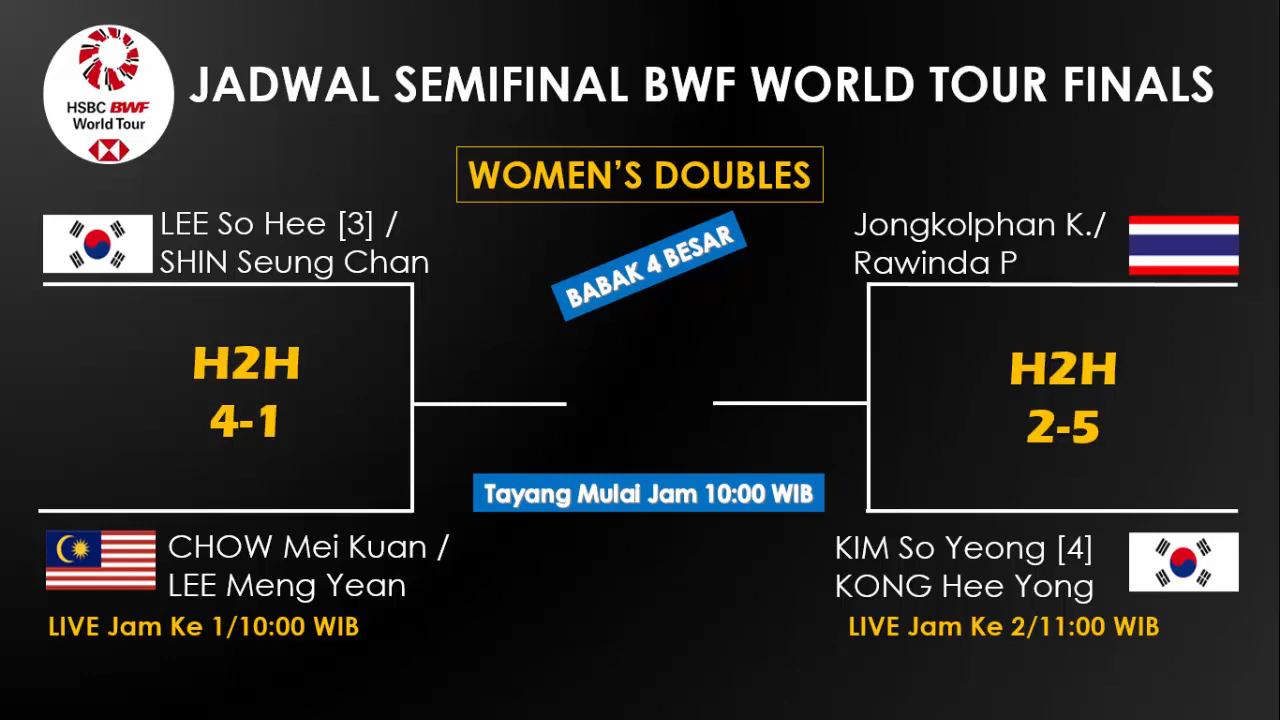 HSBC BWF
World Tour
JADWAL SEMIFINAL BWF WORLD TOUR FINALS
WOMEN'S DOUBLES
LEE So Hee [3] /
SHIN Seung Chan
BABAK 4 BESAR
Jongkolphan K./
Rawinda P
H2H
4-1
H2H
2-5
Tayang Mulai Jam 10:00 WIB
CHOW Mei Kuan /
LEE Meng Yean
LIVE Jam Ke 1/10:00 WIB
KIM So Yeong [4]
KONG Hee Yong
LIVE Jam Ke 2/11:00 WIB